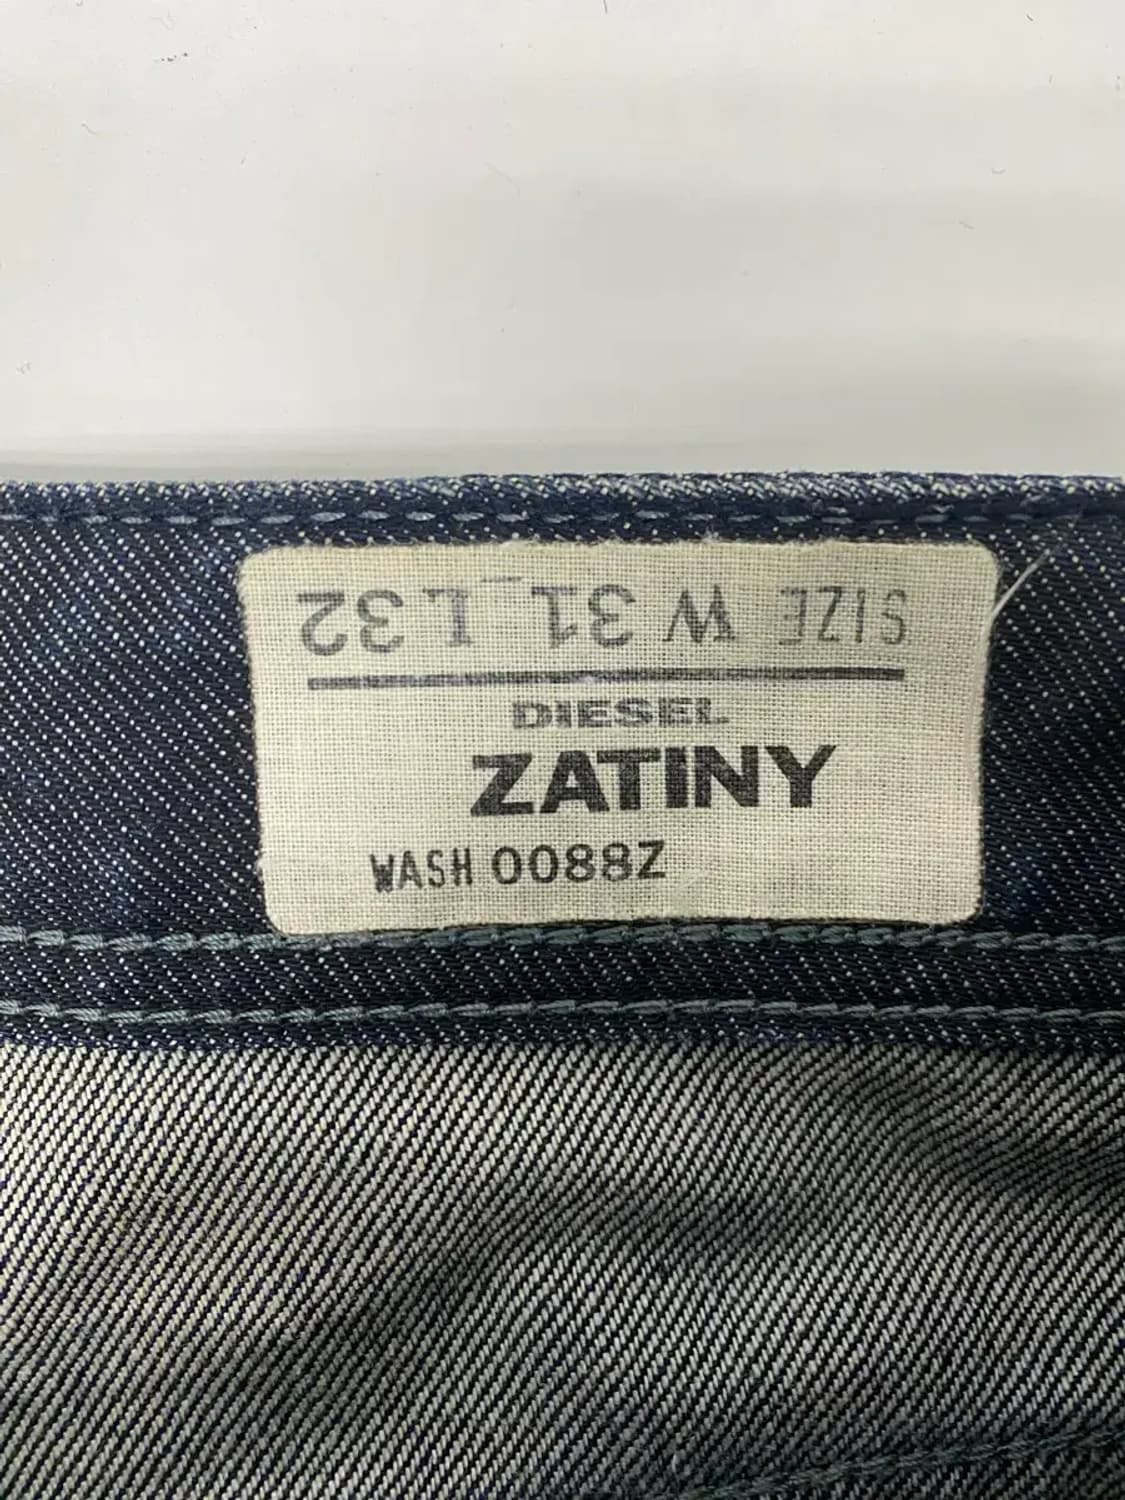 SIZE W 31 L 32
DIESEL
ZATINY
WASH 0088Z